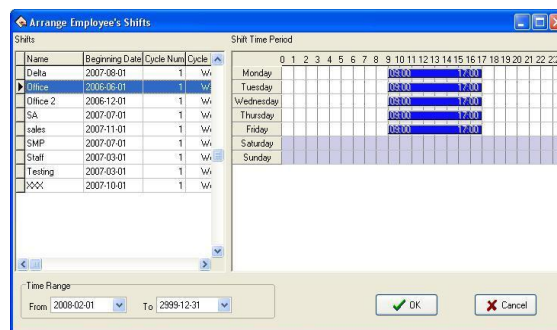 Arrange Employee's Shifts
Shifts
Name Beginning Date Cycle Num Cycle
Delta 2007-08-01 1 W
Office 2006-06-01 1 W
Office 2 2006-12-01 1 W
SA 2007-07-01 1 W
sales 2007-11-01 1 W
SMP 2007-07-01 1 W
Staff 2007-03-01 1 W
Testing 2007-03-01 1 W
XXX 2007-10-01 1 W
Shift Time Period
0 1 2 3 4 5 6 7 8 9 10 11 12 13 14 15 16 17 18 19 20 21 22 23
Monday 09:00 17:00
Tuesday 09:00 17:00
Wednesday 09:00 17:00
Thursday 09:00 17:00
Friday 09:00 17:00
Saturday
Sunday
Time Range
From 2008-02-01 To 2999-12-31
OK
Cancel